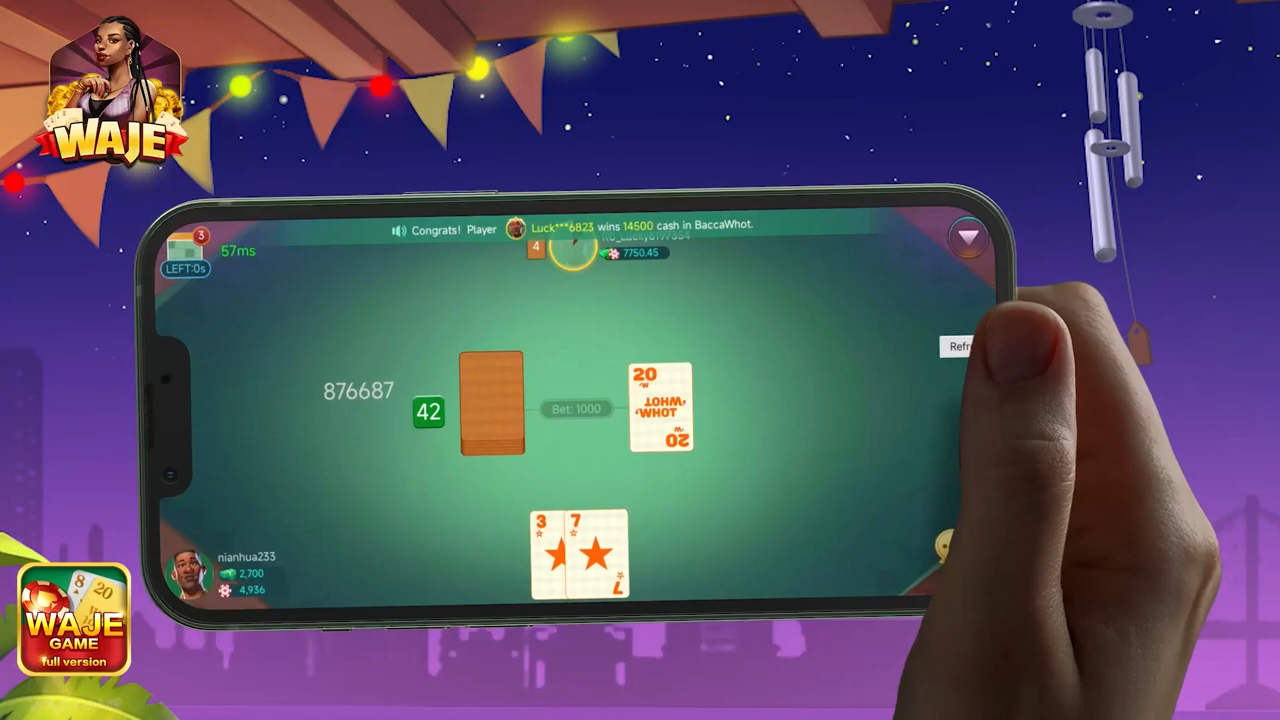 WAJE
3
57ms
LEFT:0s
Congrats! Player Luck***6823 wins 14500 cash in BaccaWhot.
4
7750.45
876687
42
Bet: 1000
20
W
WHOT
WHOT
W
20
3
7
7
nianhua233
2,700
4,936
8
20
WAJE
GAME
full version